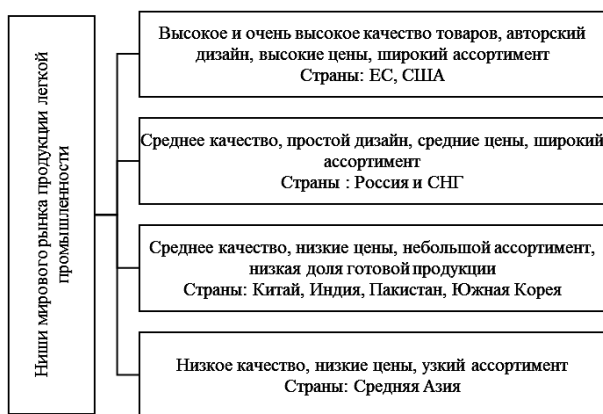 Ниши мирового рынка продукции легкой
промышленности
Высокое и очень высокое качество товаров, авторский
дизайн, высокие цены, широкий ассортимент
Страны: ЕС, США
Среднее качество, простой дизайн, средние цены, широкий
ассортимент
Страны : Россия и СНГ
Среднее качество, низкие цены, небольшой ассортимент,
низкая доля готовой продукции
Страны: Китай, Индия, Пакистан, Южная Корея
Низкое качество, низкие цены, узкий ассортимент
Страны: Средняя Азия